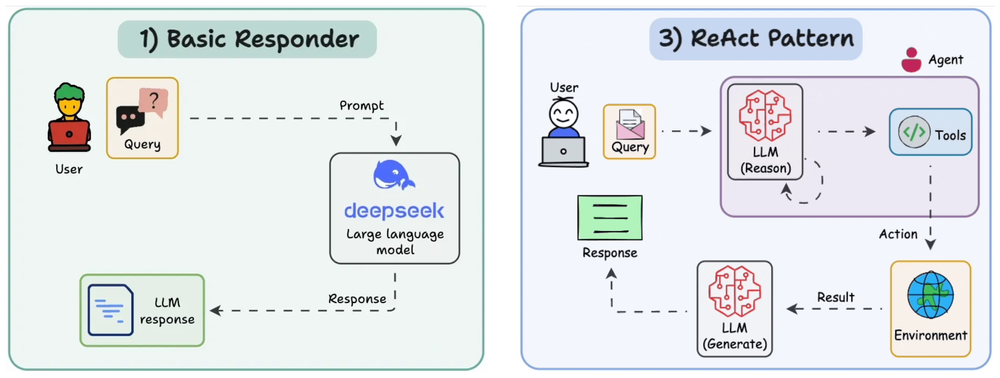 1) Basic Responder
User
Query
?
Prompt
deepseek
Large language
model
Response
LLM
response
3) ReAct Pattern
Agent
User
Query
LLM
(Reason)
</>
Tools
Action
Response
LLM
(Generate)
Result
Environment